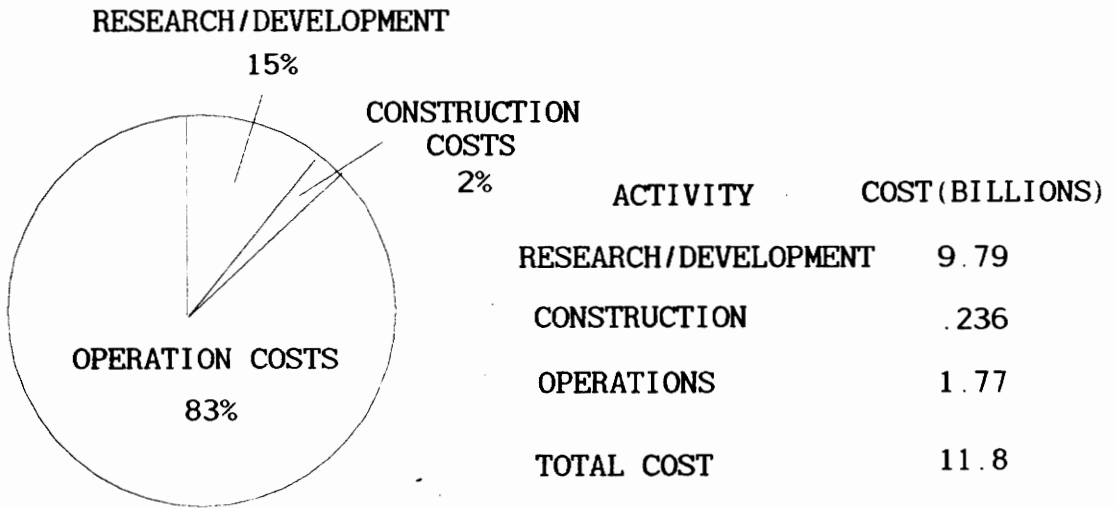 RESEARCH/DEVELOPMENT
15%
CONSTRUCTION
COSTS
2%
OPERATION COSTS
83%
ACTIVITY COST(BILLIONS)
RESEARCH/DEVELOPMENT 9.79
CONSTRUCTION .236
OPERATIONS 1.77
TOTAL COST 11.8